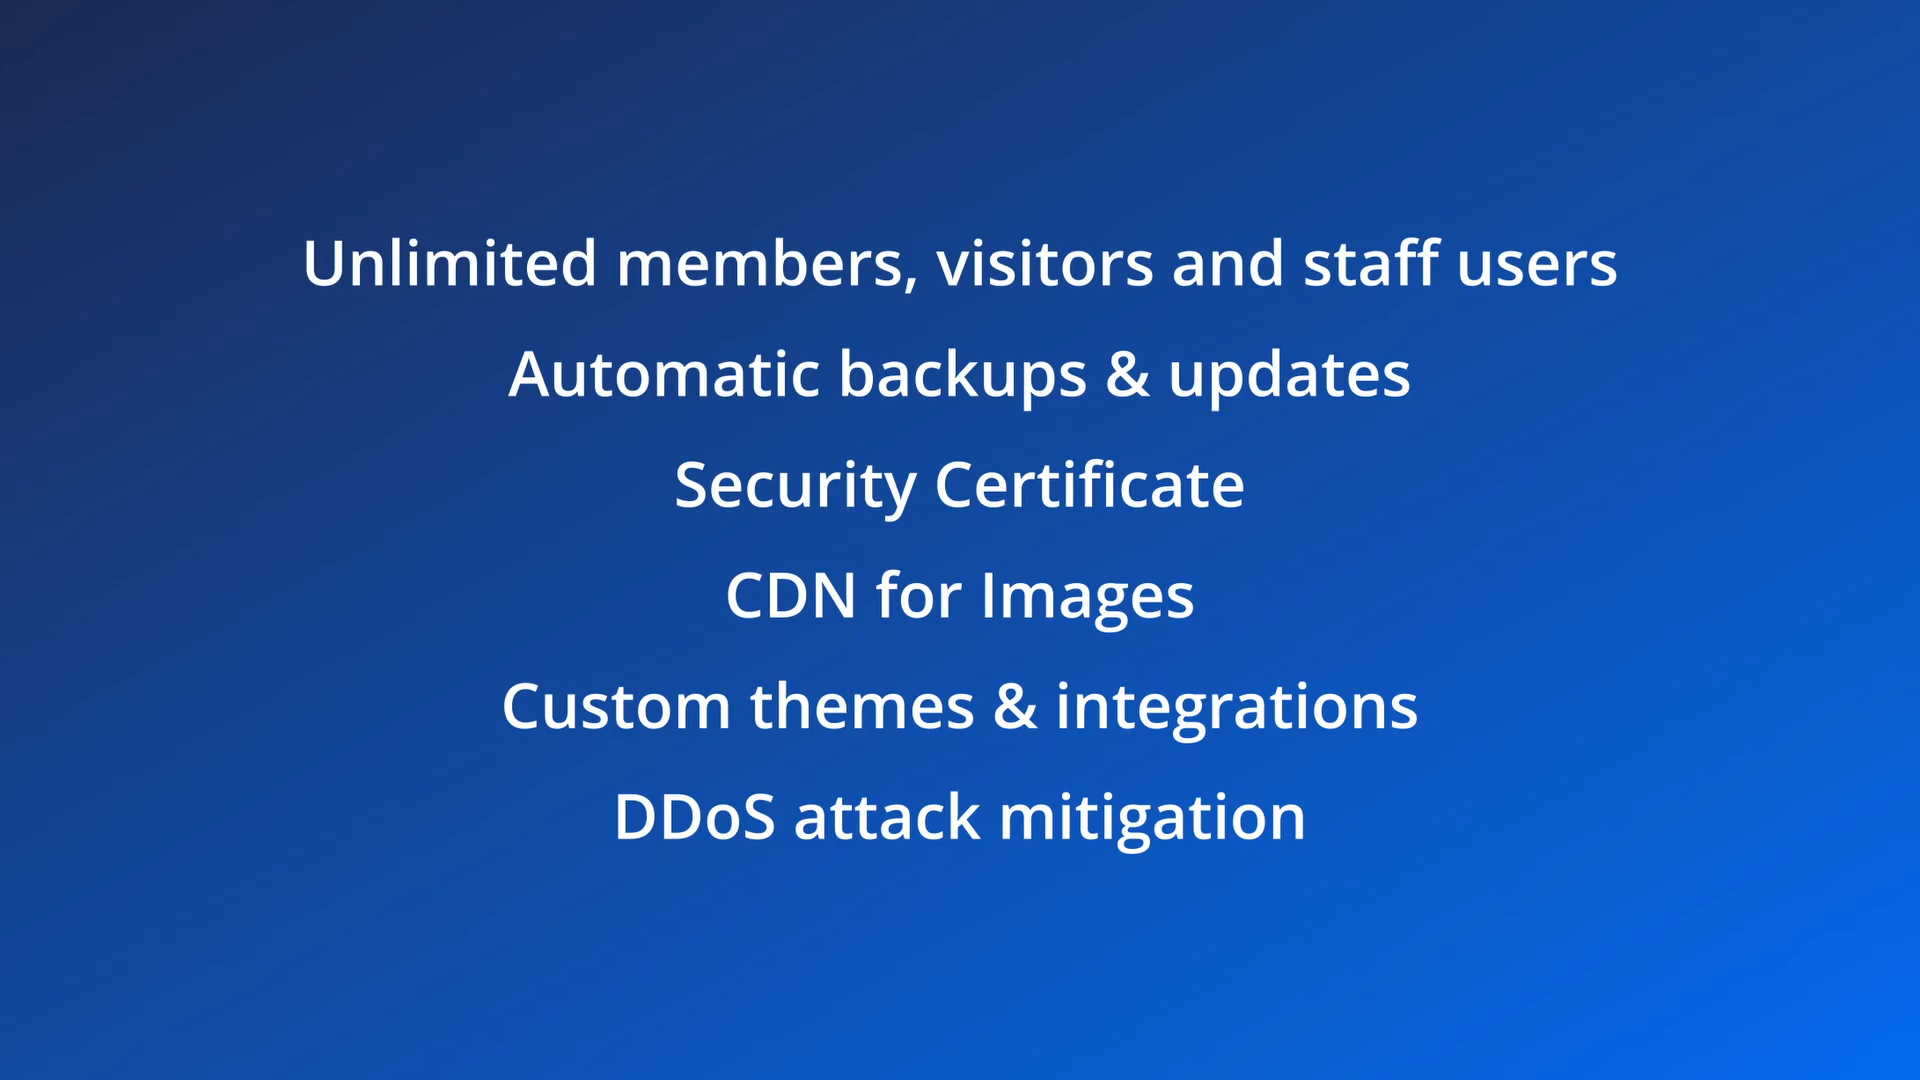 Unlimited members, visitors and staff users
Automatic backups & updates
Security Certificate
CDN for Images
Custom themes & integrations
DDoS attack mitigation